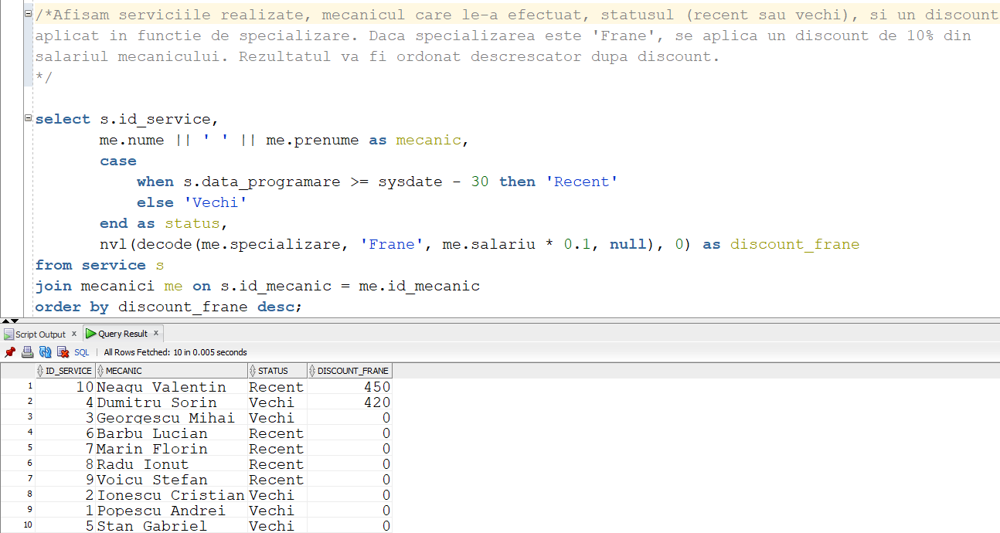 /*Afisam serviciile realizate, mecanicul care le-a efectuat, statusul (recent sau vechi), si un discount
aplicat in functie de specializare. Daca specializarea este 'Frane', se aplica un discount de 10% din
salariul mecanicului. Rezultatul va fi ordonat descrescator dupa discount.
*/
select s.id_service,
me.nume || ' ' || me.prenume as mecanic,
case
when s.data_programare >= sysdate - 30 then 'Recent'
else 'Vechi'
end as status,
nvl(decode(me.specializare, 'Frane', me.salariu * 0.1, null), 0) as discount_frane
from service s
join mecanici me on s.id_mecanic = me.id_mecanic
order by discount_frane desc;
Script Output x Query Result x
SQL | All Rows Fetched: 10 in 0.005 seconds
ID_SERVICE MECANIC STATUS DISCOUNT_FRANE
1 10 Neagu Valentin Recent 450
2 4 Dumitru Sorin Vechi 420
3 3 Georgescu Mihai Vechi 0
4 6 Barbu Lucian Recent 0
5 7 Marin Florin Recent 0
6 8 Radu Ionut Recent 0
7 9 Voicu Stefan Recent 0
8 2 Ionescu Cristian Vechi 0
9 1 Popescu Andrei Vechi 0
10 5 Stan Gabriel Vechi 0